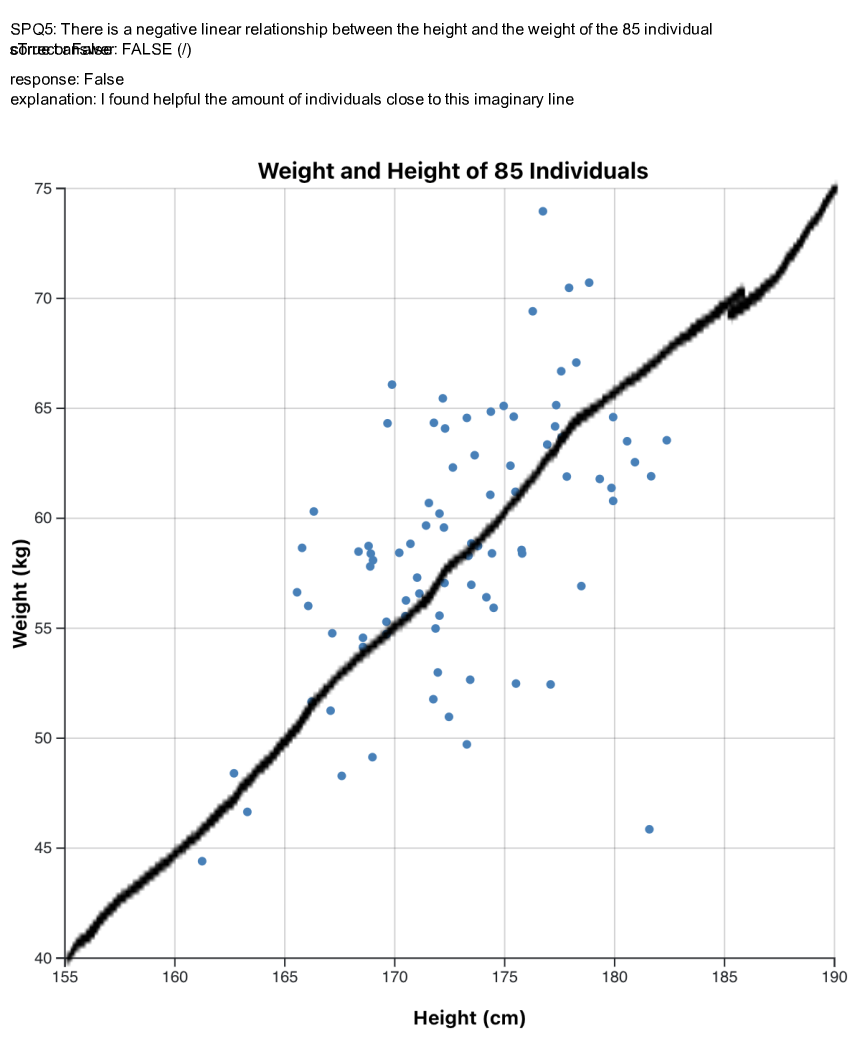 SPQ5: There is a negative linear relationship between the height and the weight of the 85 individual
: FALSE (/)
response: False
explanation: I found helpful the amount of individuals close to this imaginary line
Weight and Height of 85 Individuals
75
70
65
60
55
50
45
40
Weight (kg)
155 160 165 170 175 180 185 190
Height (cm)